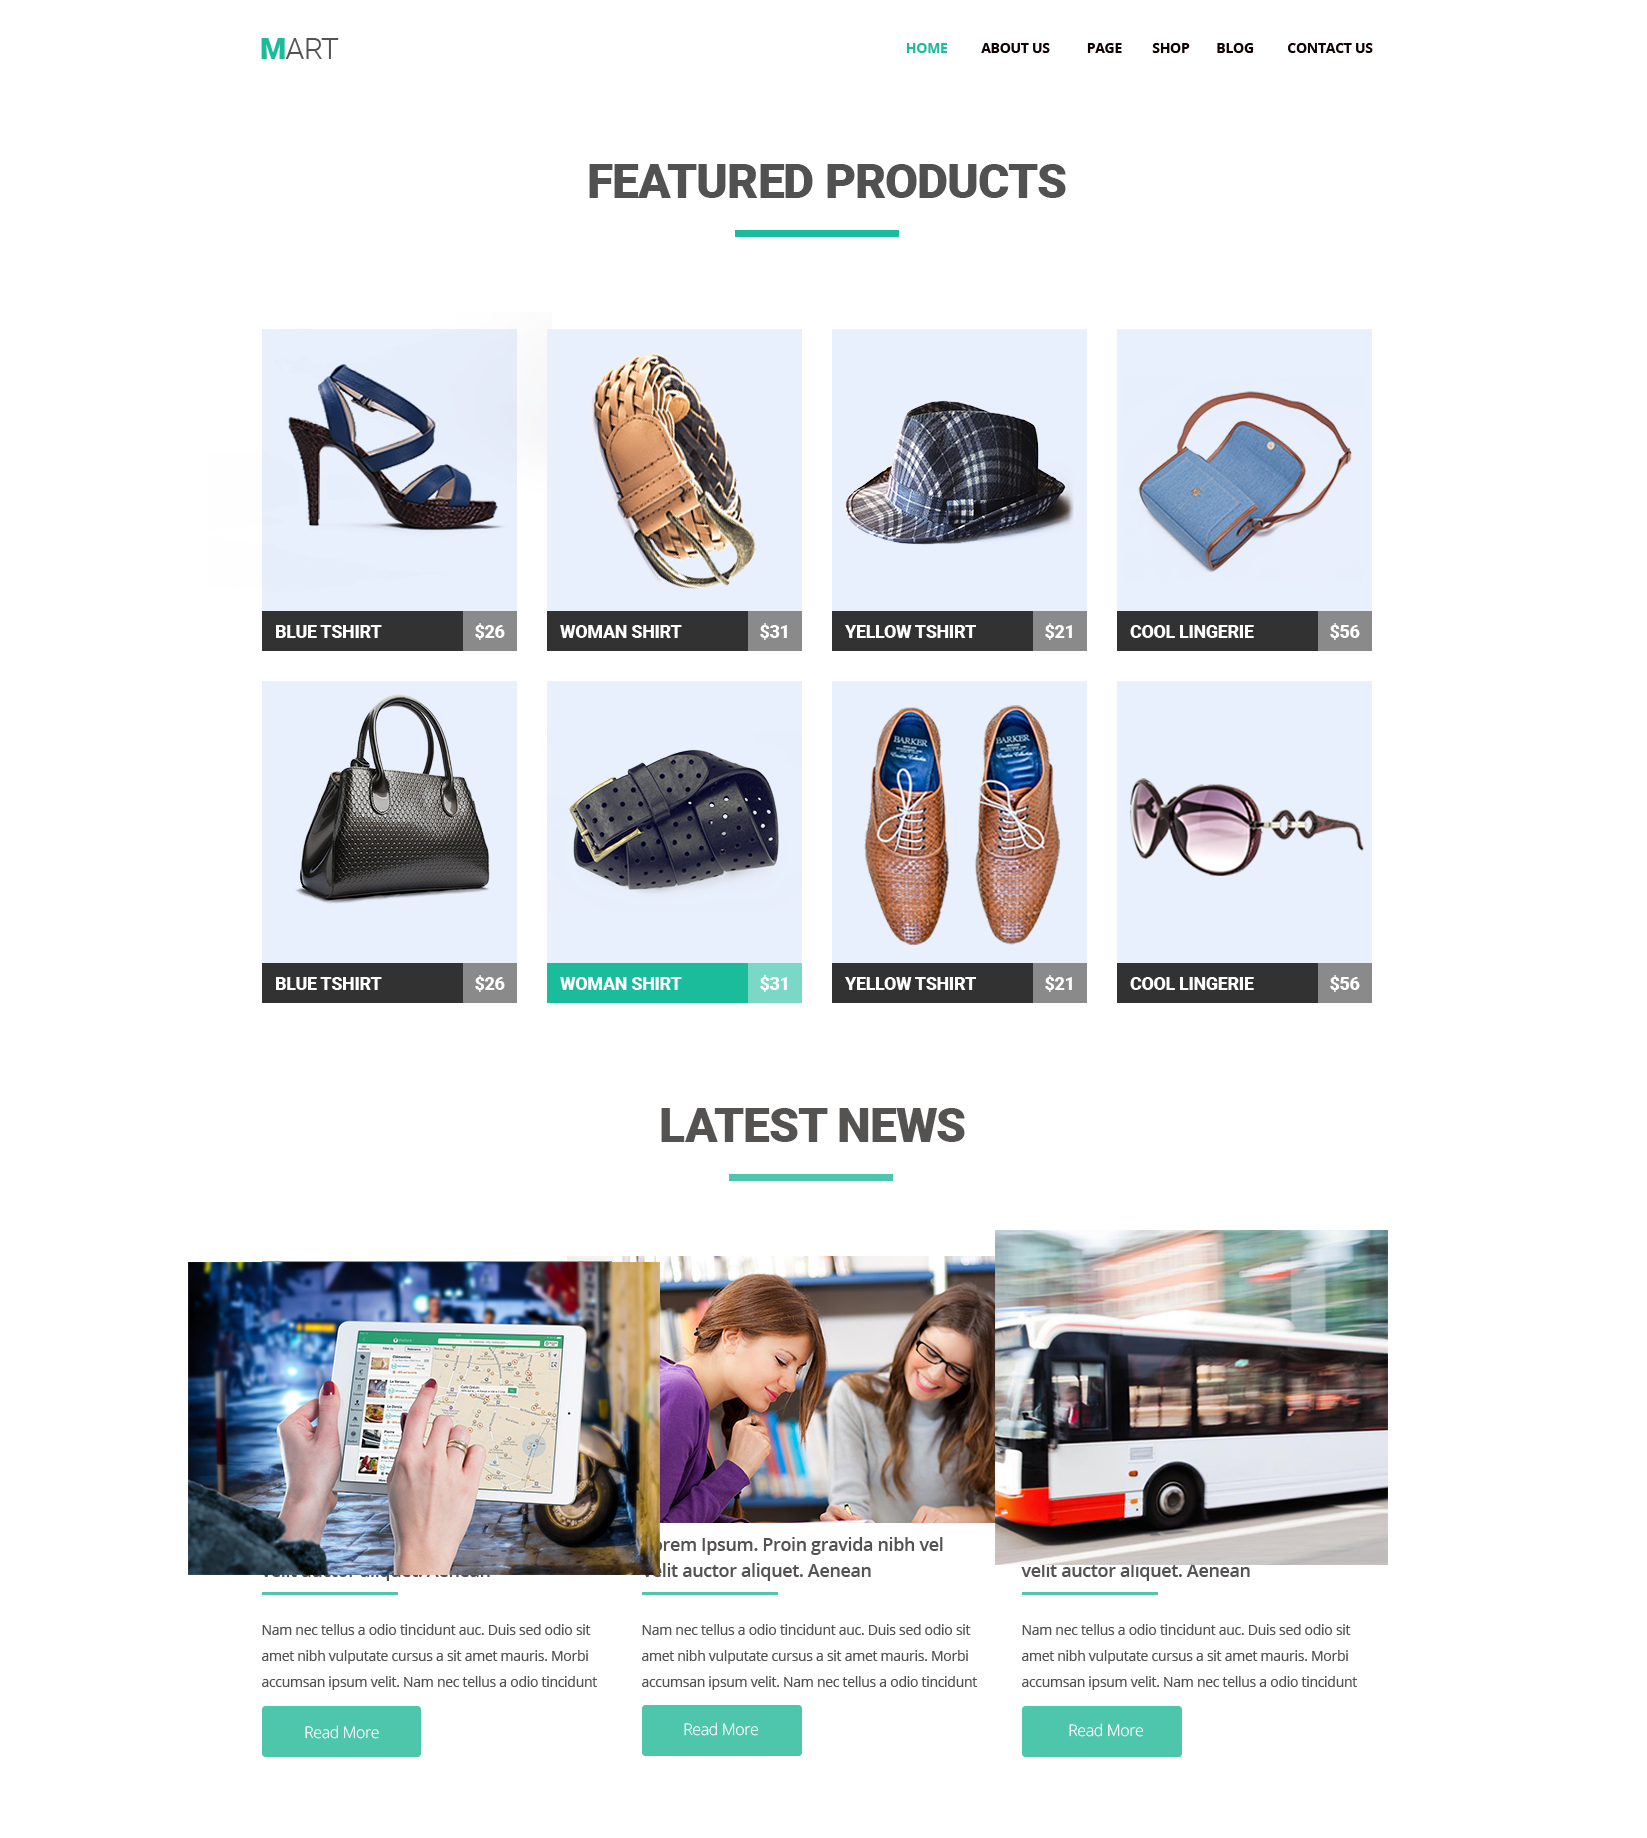 MART
HOME ABOUT US PAGE SHOP BLOG CONTACT US
FEATURED PRODUCTS
BLUE TSHIRT $26
WOMAN SHIRT $31
YELLOW TSHIRT $21
COOL LINGERIE $56
BARKER
BARKER
BLUE TSHIRT $26
WOMAN SHIRT $31
YELLOW TSHIRT $21
COOL LINGERIE $56
LATEST NEWS
velit auctor aliquet. Aenean
Nam nec tellus a odio tincidunt auc. Duis sed odio sit
amet nibh vulputate cursus a sit amet mauris. Morbi
accumsan ipsum velit. Nam nec tellus a odio tincidunt
Read More
orem Ipsum. Proin gravida nibh vel
velit auctor aliquet. Aenean
Nam nec tellus a odio tincidunt auc. Duis sed odio sit
amet nibh vulputate cursus a sit amet mauris. Morbi
accumsan ipsum velit. Nam nec tellus a odio tincidunt
Read More
velit auctor aliquet. Aenean
Nam nec tellus a odio tincidunt auc. Duis sed odio sit
amet nibh vulputate cursus a sit amet mauris. Morbi
accumsan ipsum velit. Nam nec tellus a odio tincidunt
Read More